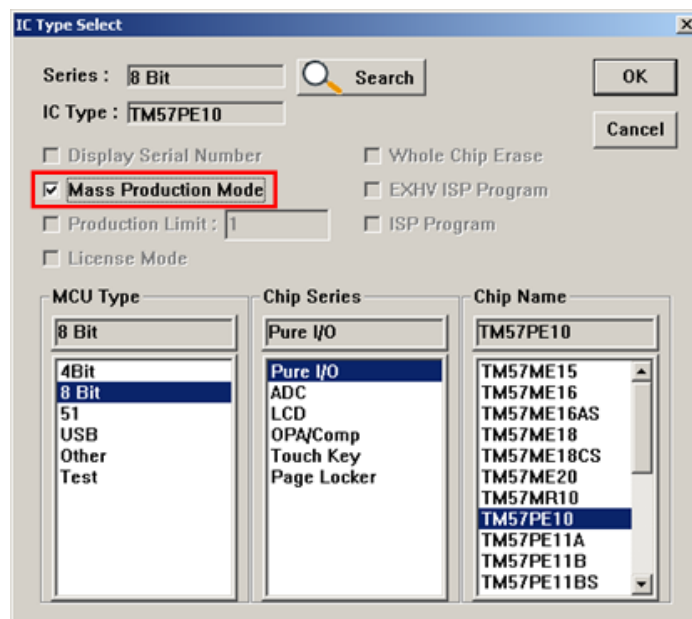 IC Type Select
Series : 8 Bit Search OK
IC Type : TM57PE10 Cancel
Display Serial Number Whole Chip Erase
Mass Production Mode EXHV ISP Program
Production Limit : 1 ISP Program
License Mode
MCU Type
8 Bit
4Bit
8 Bit
51
USB
Other
Test
Chip Series
Pure I/O
Pure I/O
ADC
LCD
OPA/Comp
Touch Key
Page Locker
Chip Name
TM57PE10
TM57ME15
TM57ME16
TM57ME16AS
TM57ME18
TM57ME18CS
TM57ME20
TM57MR10
TM57PE10
TM57PE11A
TM57PE11B
TM57PE11BS